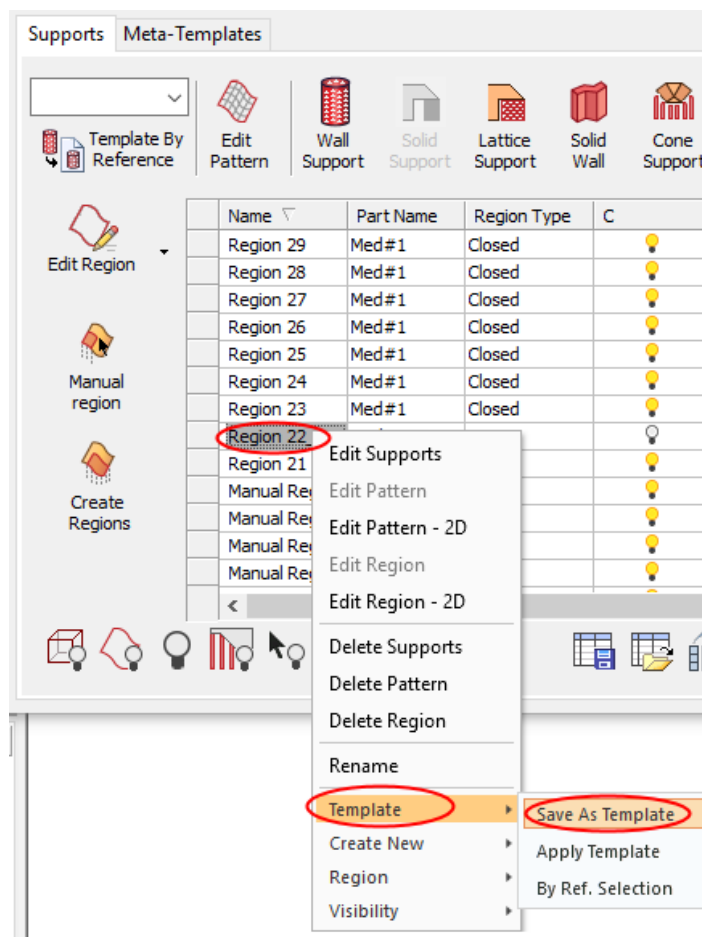 Supports Meta-Templates
Template By Reference
Edit Pattern
Wall Support
Solid Support
Lattice Support
Solid Wall
Cone Support
Edit Region
Manual region
Create Regions
Name Part Name Region Type C
Region 29 Med#1 Closed
Region 28 Med#1 Closed
Region 27 Med#1 Closed
Region 26 Med#1 Closed
Region 25 Med#1 Closed
Region 24 Med#1 Closed
Region 23 Med#1 Closed
Region 22
Region 21
Manual Reg
Manual Reg
Manual Reg
Manual Reg
Edit Supports
Edit Pattern
Edit Pattern - 2D
Edit Region
Edit Region - 2D
Delete Supports
Delete Pattern
Delete Region
Rename
Template
Create New
Region
Visibility
Save As Template
Apply Template
By Ref. Selection